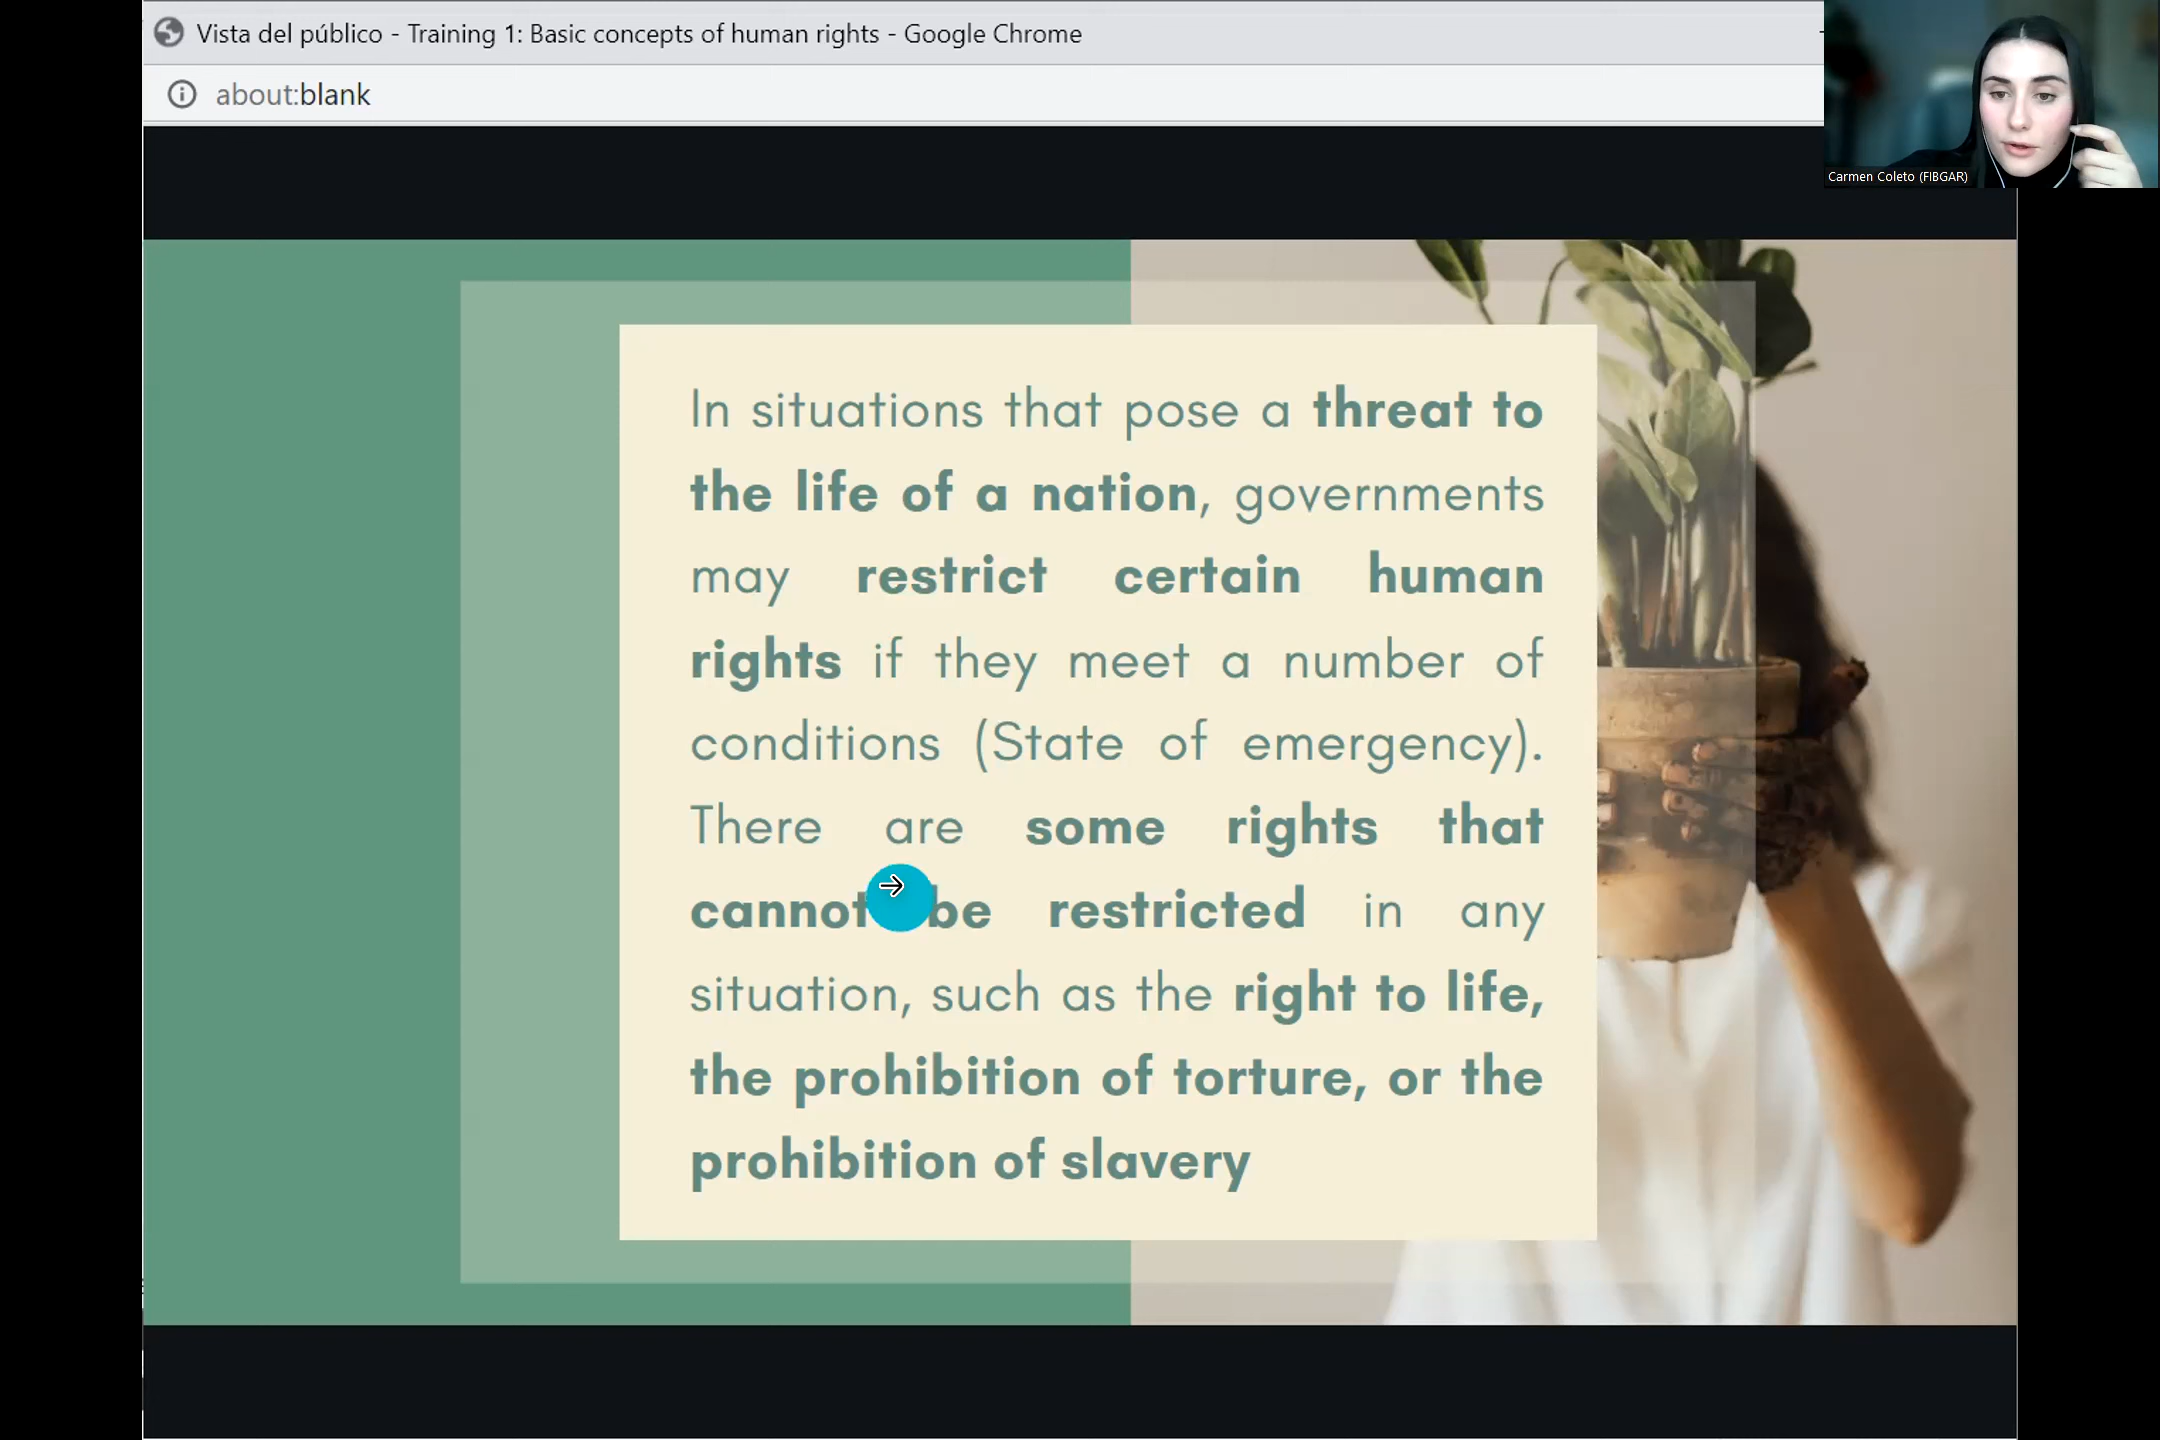 Vista del público - Training 1: Basic concepts of human rights - Google Chrome
about:blank
Carmen Coleto (FIBGAR)
In situations that pose a threat to
the life of a nation, governments
may restrict certain human
rights if they meet a number of
conditions (State of emergency).
There are some rights that
cannot be restricted in any
situation, such as the right to life,
the prohibition of torture, or the
prohibition of slavery